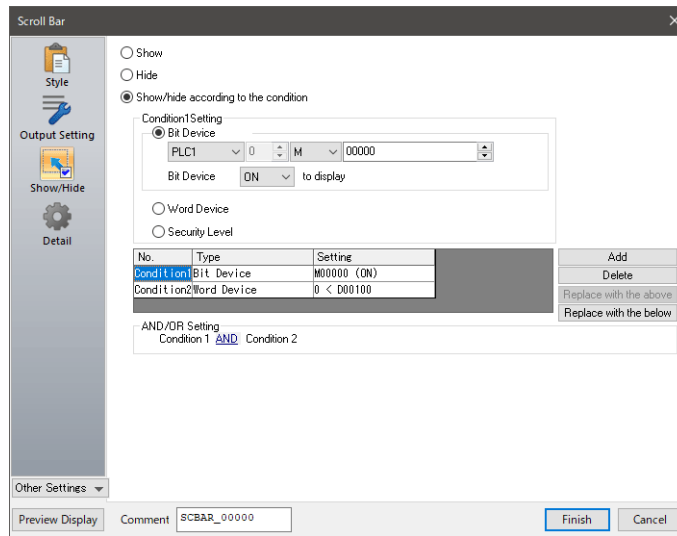 Scroll Bar
Style
Output Setting
Show/Hide
Detail
Other Settings
Show
Hide
Show/hide according to the condition
Condition1Setting
Bit Device
PLC1 0 M 00000
Bit Device ON to display
Word Device
Security Level
No. Type Setting
Condition1 Bit Device M00000 (ON)
Condition2 Word Device 0 < D00100
Add
Delete
Replace with the above
Replace with the below
AND/OR Setting
Condition 1 AND Condition 2
Preview Display Comment SCBAR_00000 Finish Cancel